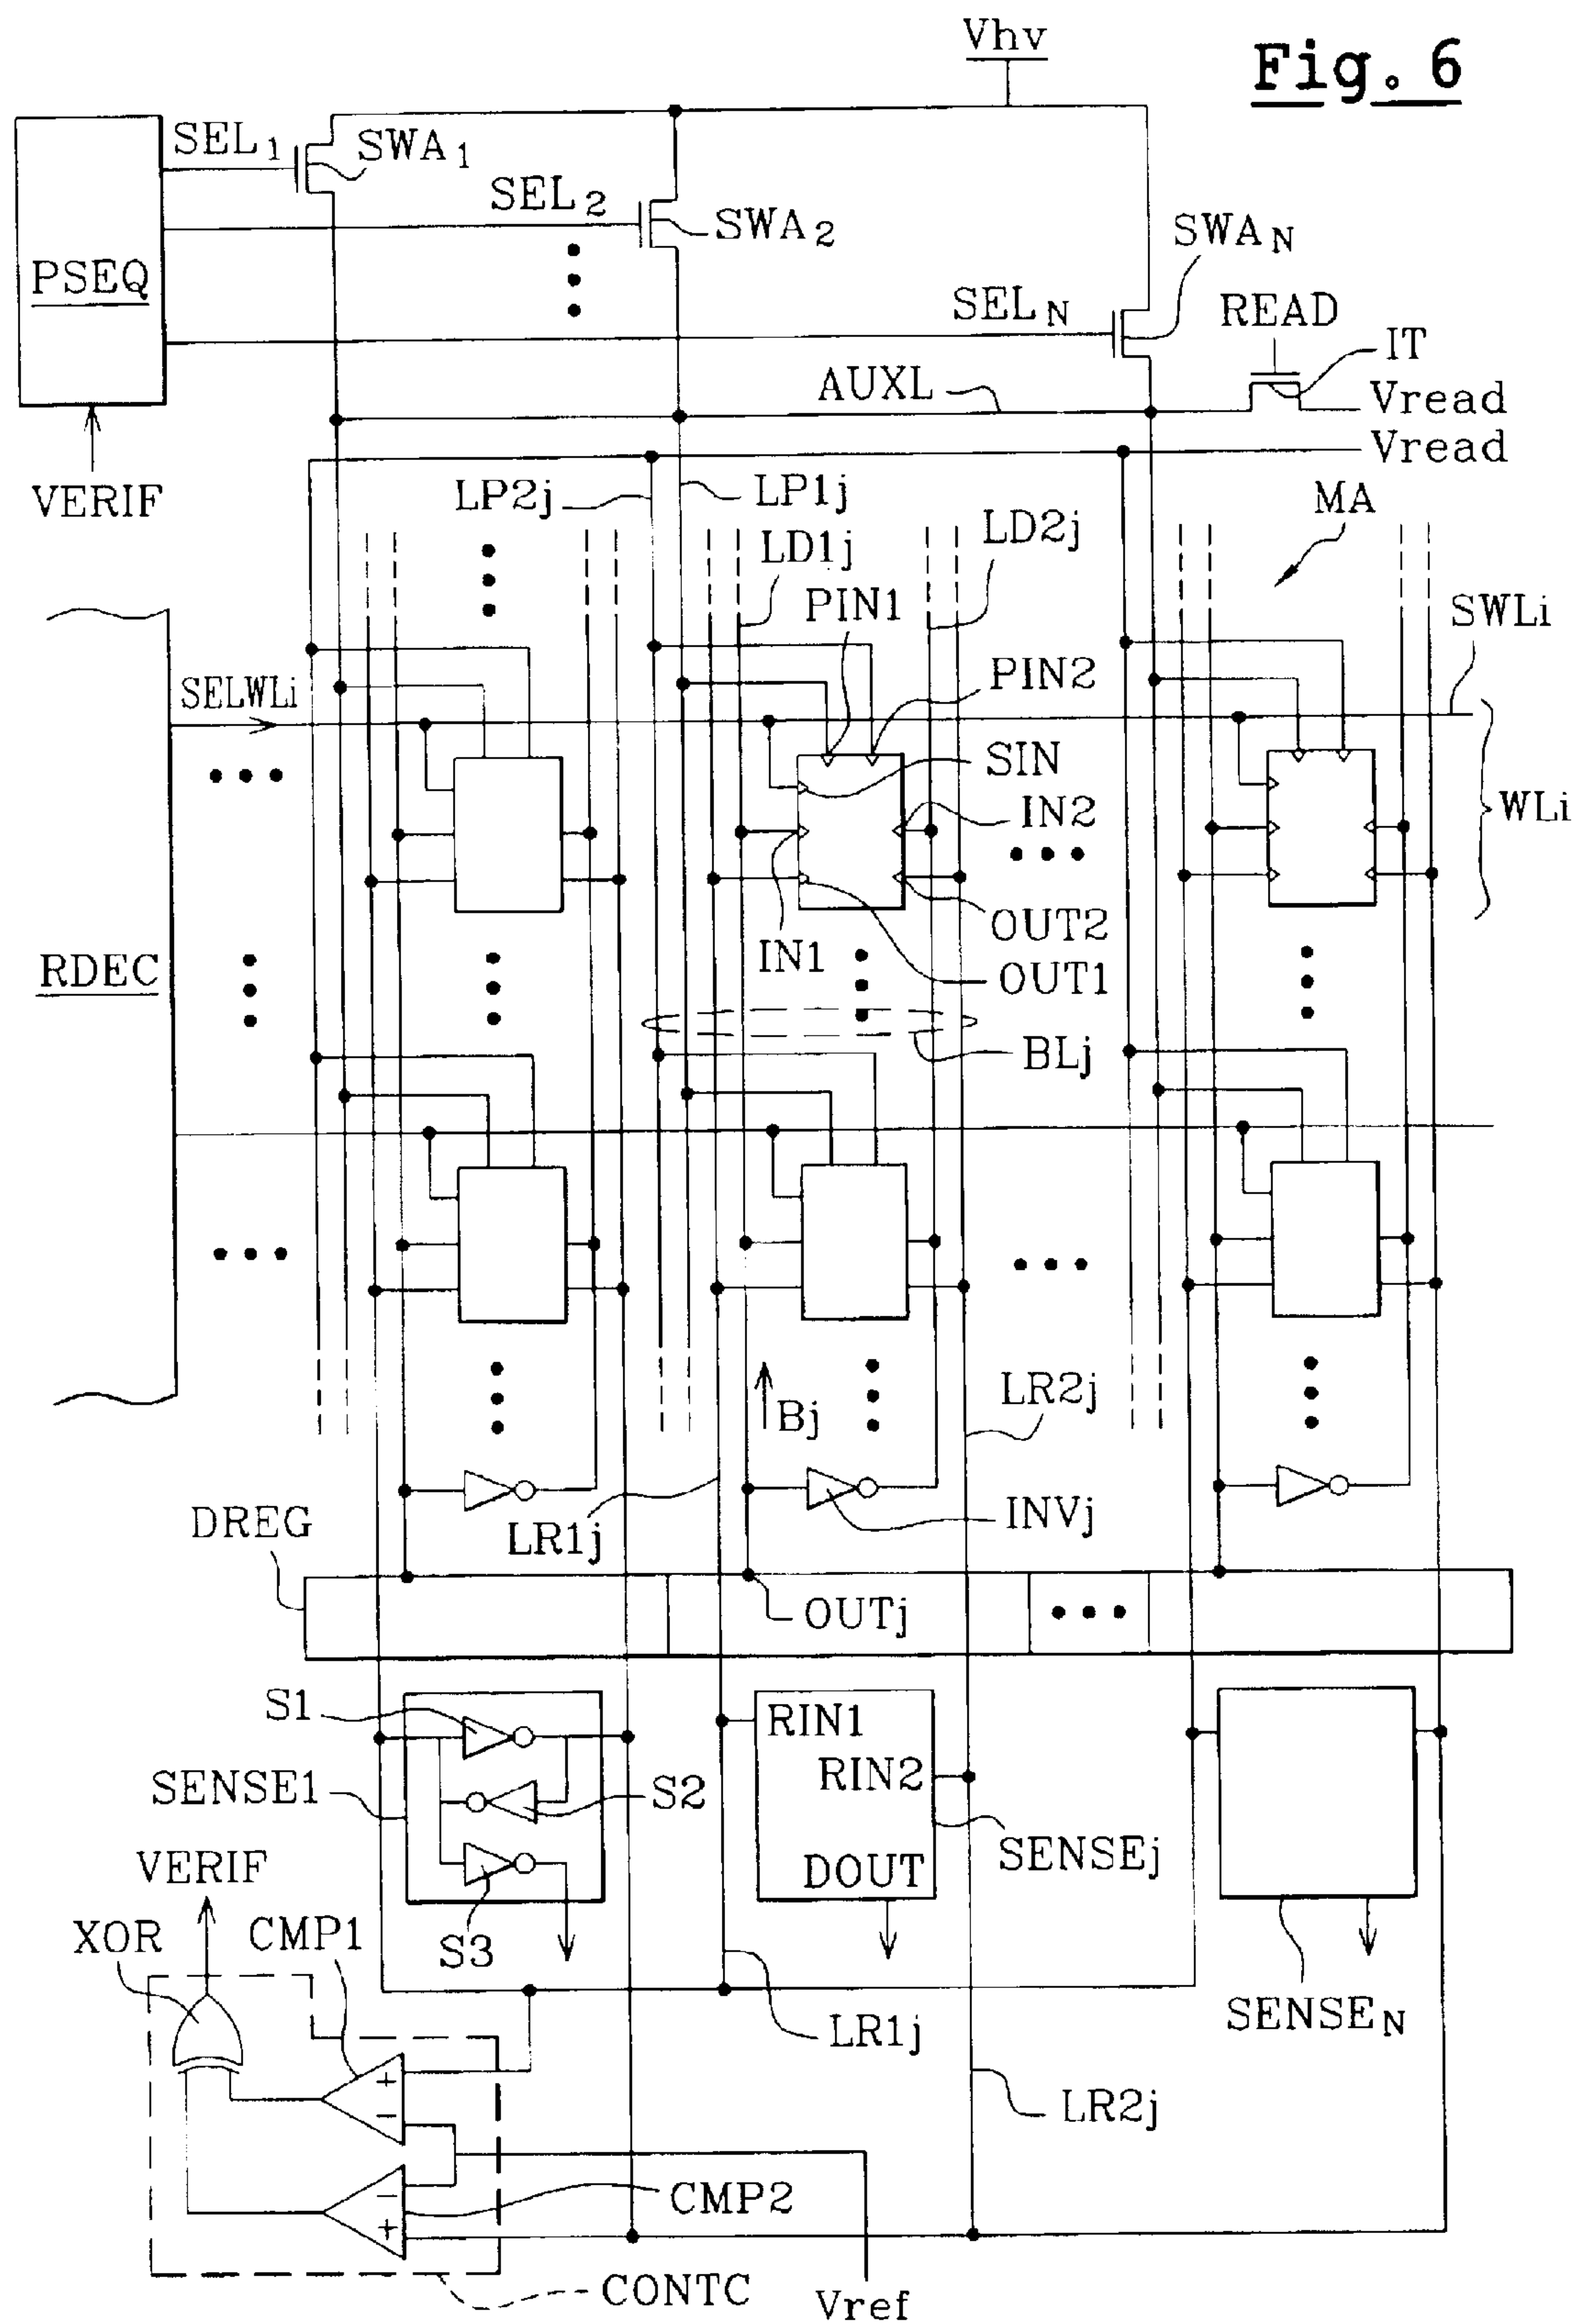 Vhv
Fig. 6
SEL1
SWA1
SEL2
SWA2
SWAN
PSEQ
SELN
READ
IT
AUXL
Vread
Vread
VERIF
LP2j
LP1j
MA
LD1j
LD2j
PIN1
SWLi
SELWLi
PIN2
SIN
IN2
WLi
OUT2
IN1
OUT1
RDEC
BLj
LR2j
Bj
DREG
LR1j
INVj
OUTj
S1
RIN1
RIN2
SENSE1
S2
SENSEj
VERIF
DOUT
XOR
CMP1
S3
SENSEN
LR1j
+
−
LR2j
−
CMP2
+
CONTC
Vref